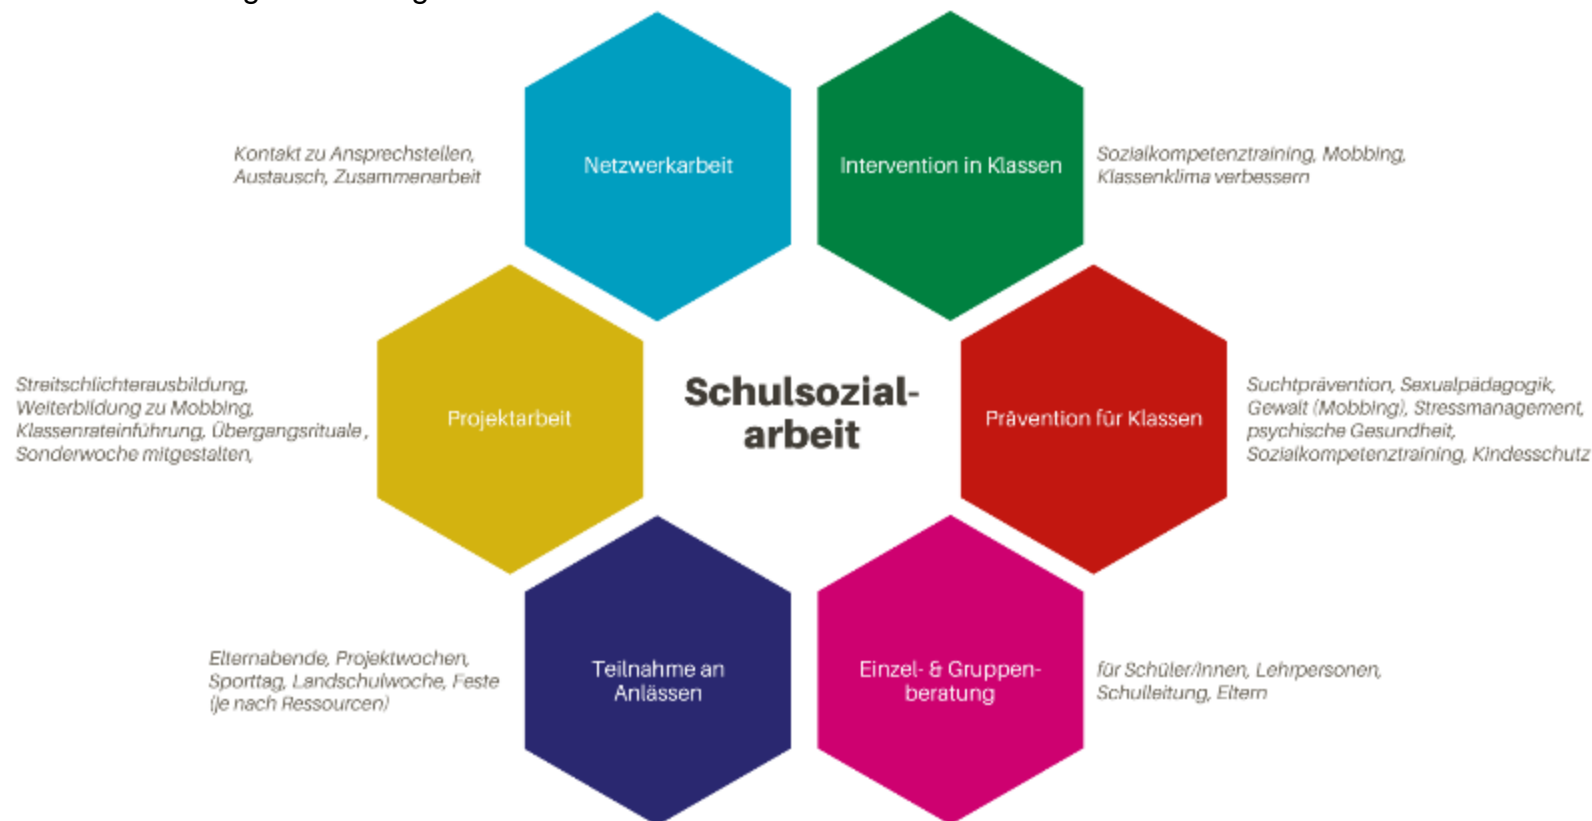 Netzwerkarbeit
Kontakt zu Ansprechstellen,
Austausch, Zusammenarbeit
Intervention in Klassen
Sozialkompetenztraining, Mobbing,
Klassenklima verbessern
Projektarbeit
Streitschlichterausbildung,
Weiterbildung zu Mobbing,
Klassenrateinführung, Übergangsrituale,
Sonderwoche mitgestalten,
Schulsozial-
arbeit
Prävention für Klassen
Suchtprävention, Sexualpädagogik,
Gewalt (Mobbing), Stressmanagement,
psychische Gesundheit,
Sozialkompetenztraining, Kindesschutz
Teilnahme an
Anlässen
Elternabende, Projektwochen,
Sporttag, Landschulwoche, Feste
(je nach Ressourcen)
Einzel- & Gruppen-
beratung
für Schüler/innen, Lehrpersonen,
Schulleitung, Eltern